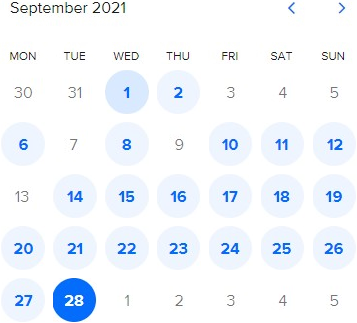 September 2021
MON TUE WED THU FRI SAT SUN
30 31 1 2 3 4 5
6 7 8 9 10 11 12
13 14 15 16 17 18 19
20 21 22 23 24 25 26
27 28 1 2 3 4 5